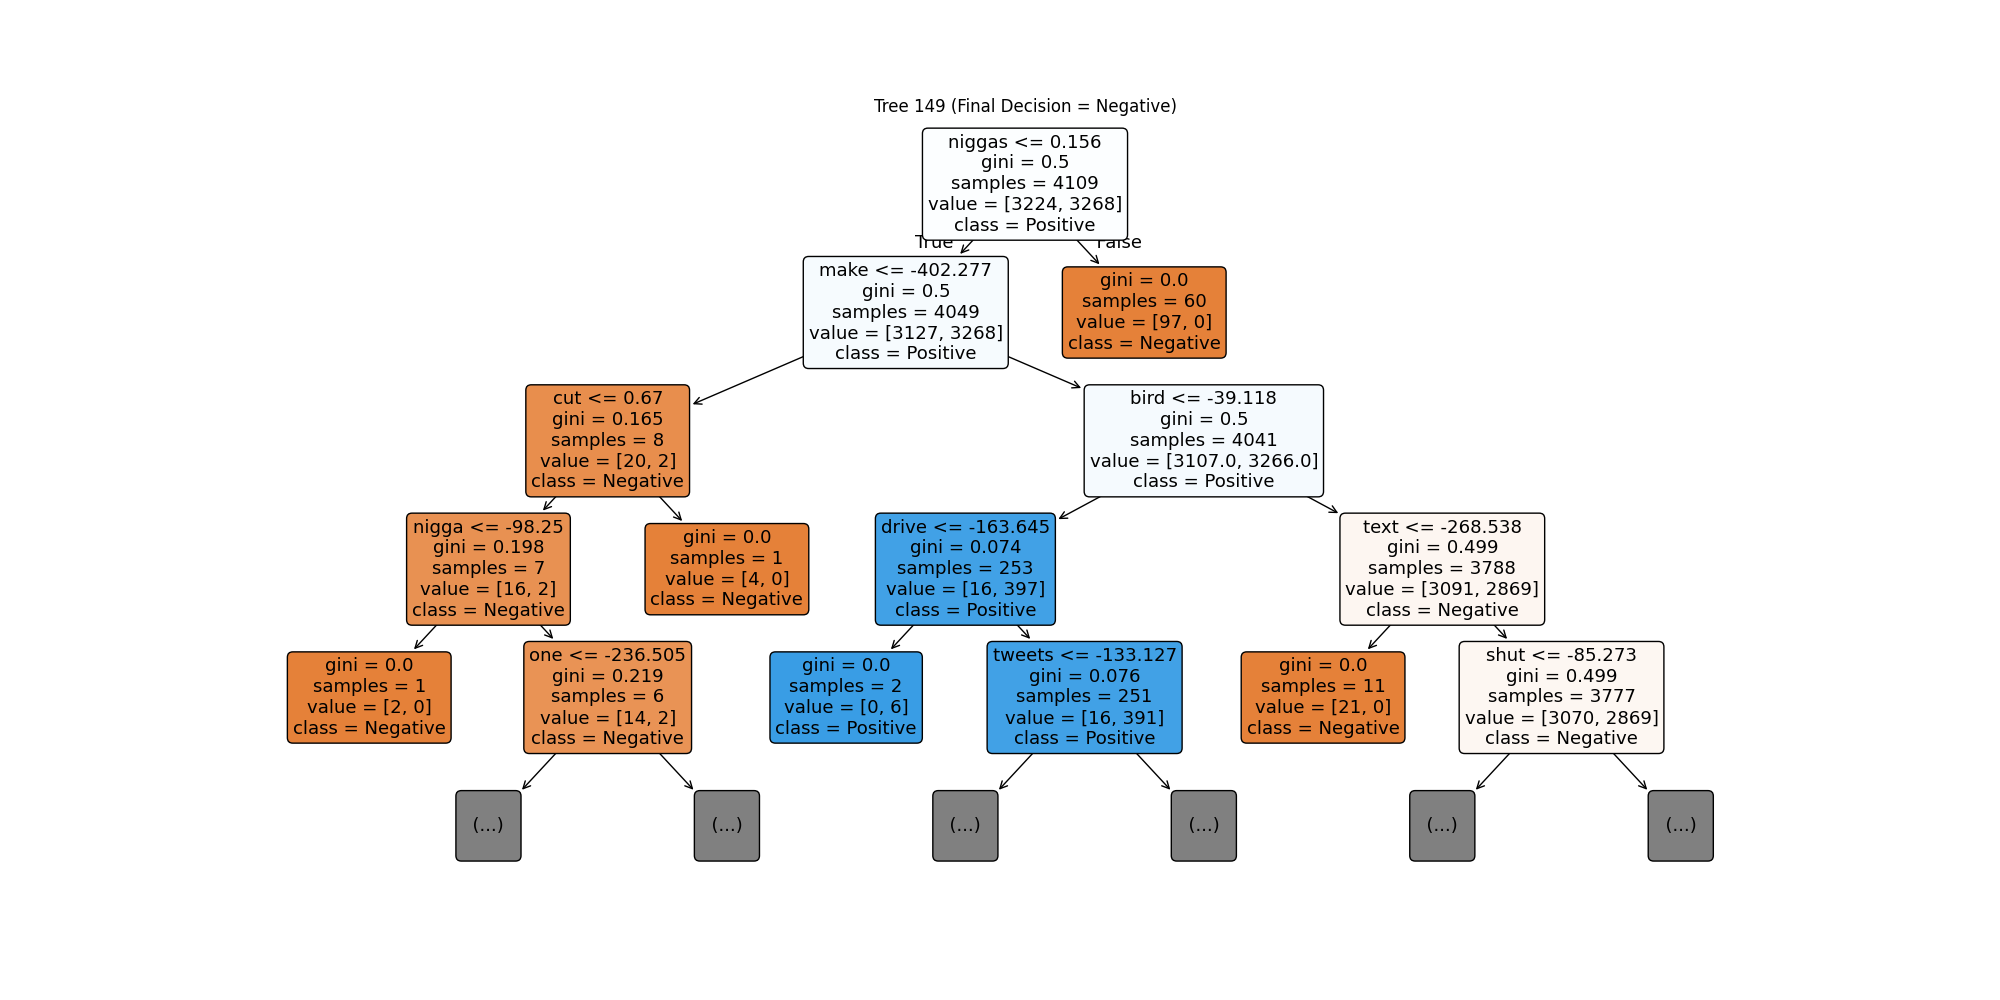 Tree 149 (Final Decision = Negative)
niggas <= 0.156
gini = 0.5
samples = 4109
value = [3224, 3268]
class = Positive
True
False
make <= -402.277
gini = 0.5
samples = 4049
value = [3127, 3268]
class = Positive
gini = 0.0
samples = 60
value = [97, 0]
class = Negative
cut <= 0.67
gini = 0.165
samples = 8
value = [20, 2]
class = Negative
bird <= -39.118
gini = 0.5
samples = 4041
value = [3107.0, 3266.0]
class = Positive
nigga <= -98.25
gini = 0.198
samples = 7
value = [16, 2]
class = Negative
gini = 0.0
samples = 1
value = [4, 0]
class = Negative
drive <= -163.645
gini = 0.074
samples = 253
value = [16, 397]
class = Positive
text <= -268.538
gini = 0.499
samples = 3788
value = [3091, 2869]
class = Negative
gini = 0.0
samples = 1
value = [2, 0]
class = Negative
one <= -236.505
gini = 0.219
samples = 6
value = [14, 2]
class = Negative
gini = 0.0
samples = 2
value = [0, 6]
class = Positive
tweets <= -133.127
gini = 0.076
samples = 251
value = [16, 391]
class = Positive
gini = 0.0
samples = 11
value = [21, 0]
class = Negative
shut <= -85.273
gini = 0.499
samples = 3777
value = [3070, 2869]
class = Negative
(...)
(...)
(...)
(...)
(...)
(...)